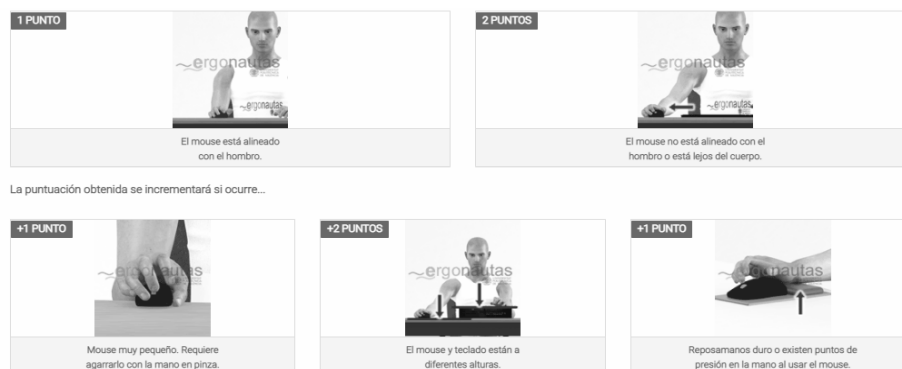 1 PUNTO
~ergonautas
~ergonautas
El mouse está alineado
con el hombro.
2 PUNTOS
~ergonautas
~ergonautas
El mouse no está alineado con el
hombro o está lejos del cuerpo.
La puntuación obtenida se incrementará si ocurre...
+1 PUNTO
~ergonautas
Mouse muy pequeño. Requiere
agarrarlo con la mano en pinza.
+2 PUNTOS
~ergonautas
El mouse y teclado están a
diferentes alturas.
+1 PUNTO
~ergonautas
Reposamanos duro o existen puntos de
presión en la mano al usar el mouse.